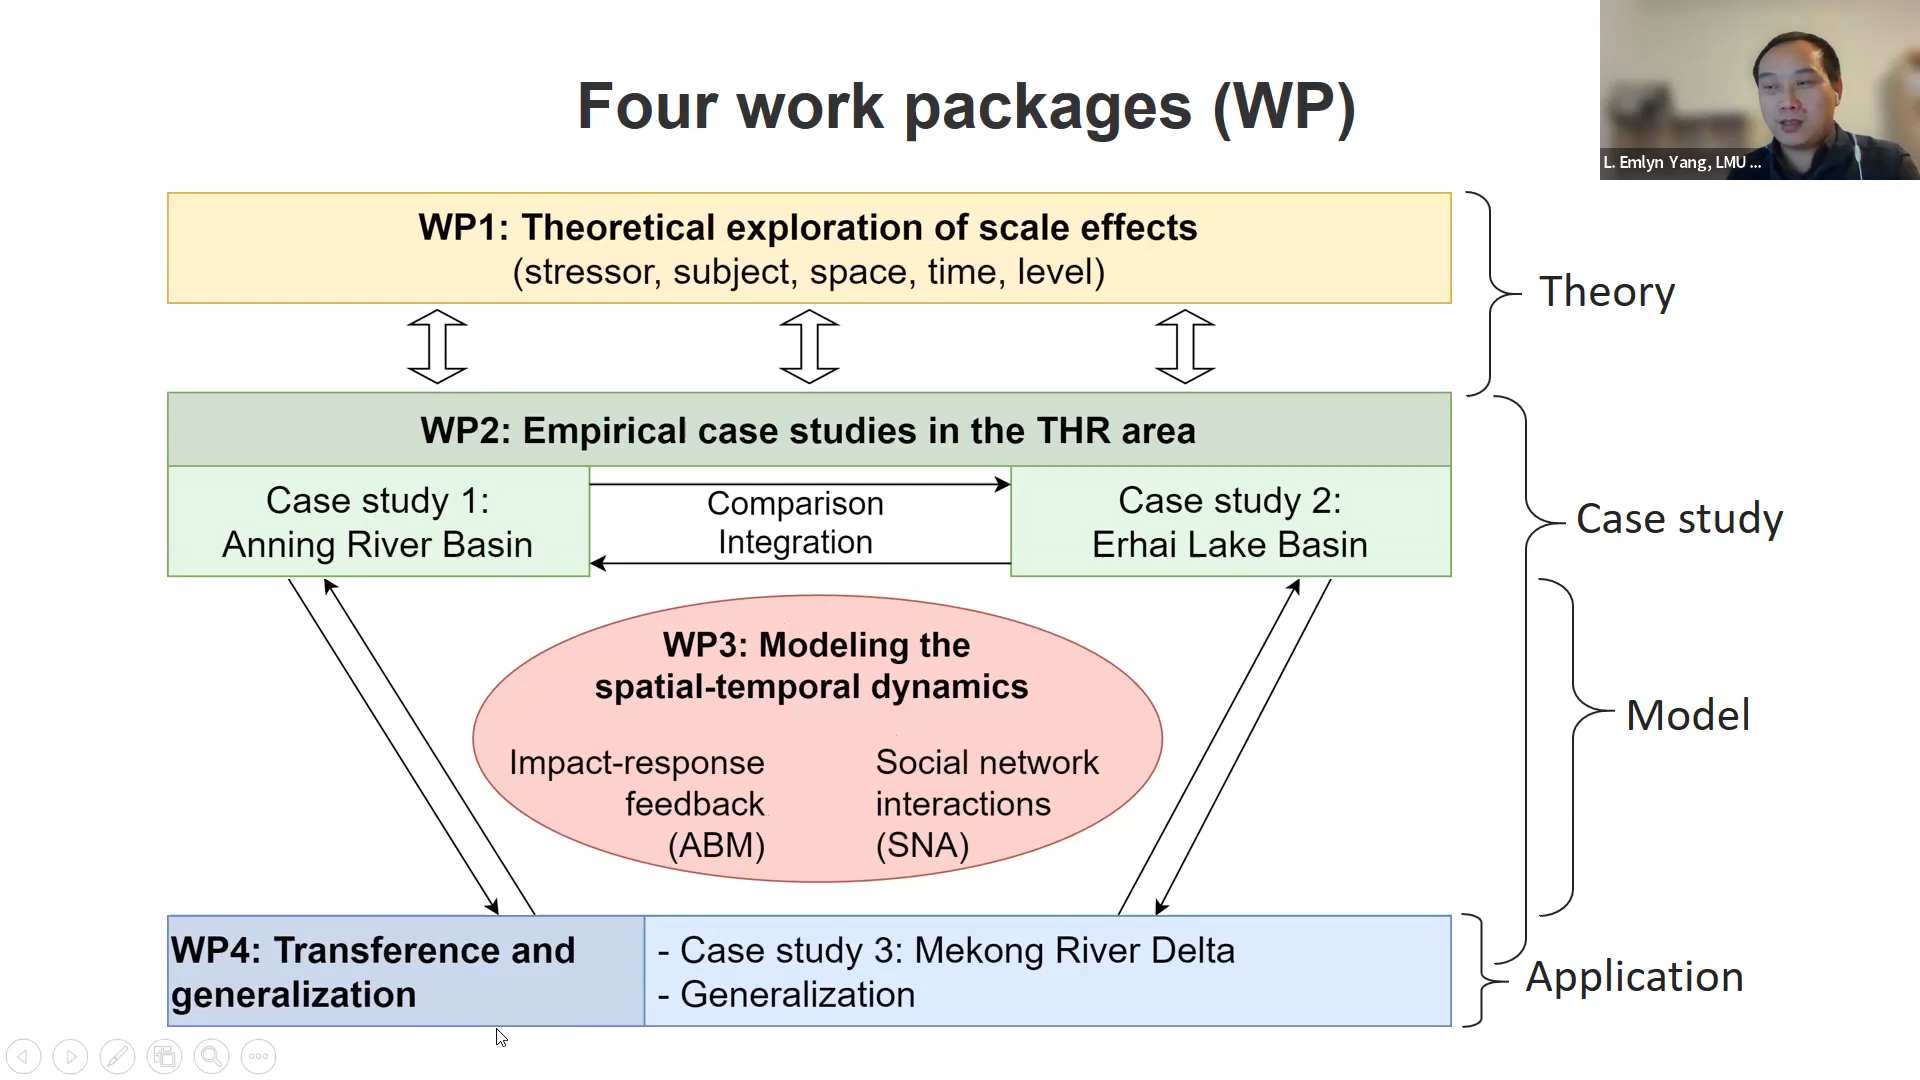 Four work packages (WP)
L. Emlyn Yang, LMU ...
WP1: Theoretical exploration of scale effects
(stressor, subject, space, time, level)
Theory
WP2: Empirical case studies in the THR area
Case study 1:
Anning River Basin
Comparison
Integration
Case study 2:
Erhai Lake Basin
Case study
WP3: Modeling the
spatial-temporal dynamics
Impact-response
feedback
(ABM)
Social network
interactions
(SNA)
Model
WP4: Transference and
generalization
- Case study 3: Mekong River Delta
- Generalization
Application